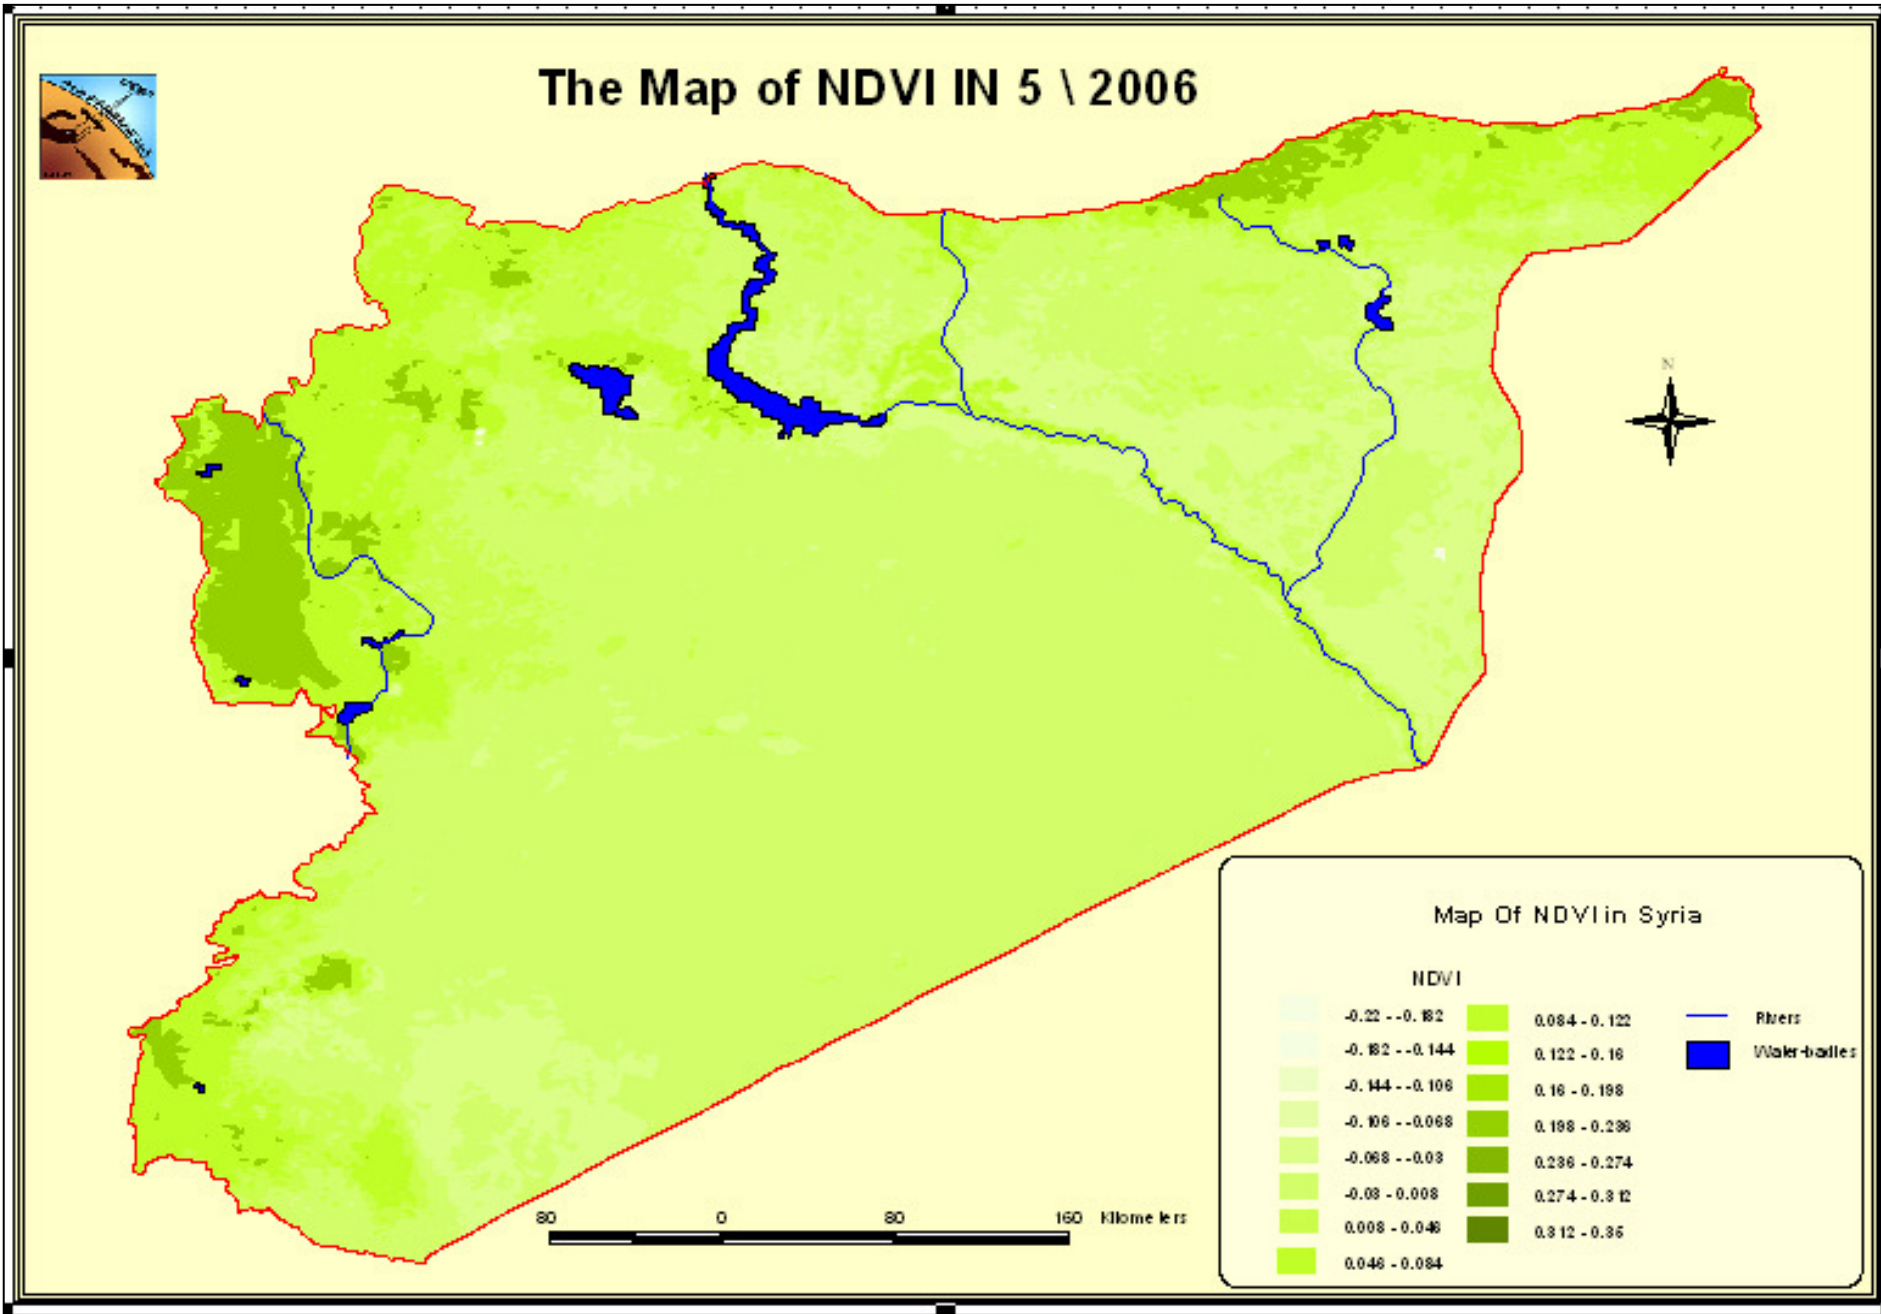 The Map of NDVI IN 5 \ 2006
N
Map Of NDVI in Syria
NDVI
-0.22 - -0.182
-0.182 - -0.144
-0.144 - -0.106
-0.106 - -0.068
-0.068 - -0.03
-0.03 - 0.008
0.008 - 0.046
0.046 - 0.084
0.084 - 0.122
0.122 - 0.16
0.16 - 0.198
0.198 - 0.236
0.236 - 0.274
0.274 - 0.312
0.312 - 0.35
Rivers
Water-badies
80 0 80 160 Kilometers